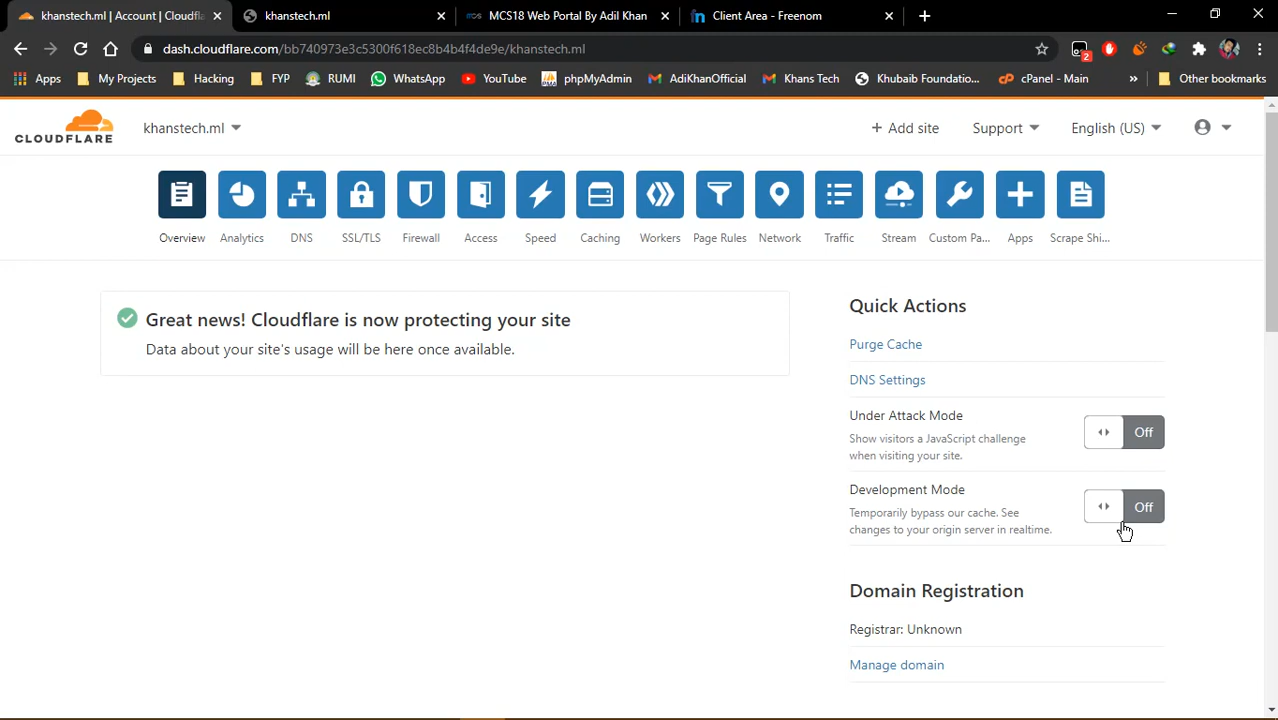 khanstech.ml | Account | Cloudfla
khanstech.ml
MCS18 Web Portal By Adil Khan
Client Area - Freenom
dash.cloudflare.com/bb740973e3c5300f618ec8b4b4f4de9e/khanstech.ml
2
Apps
My Projects
Hacking
FYP
RUMI
WhatsApp
YouTube
phpMyAdmin
AdiKhanOfficial
Khans Tech
Khubaib Foundatio...
cPanel - Main
»
Other bookmarks
CLOUDFLARE
khanstech.ml
+ Add site
Support
English (US)
Overview
Analytics
DNS
SSL/TLS
Firewall
Access
Speed
Caching
Workers
Page Rules
Network
Traffic
Stream
Custom Pa...
Apps
Scrape Shi...
Great news! Cloudflare is now protecting your site
Data about your site's usage will be here once available.
Quick Actions
Purge Cache
DNS Settings
Under Attack Mode
Show visitors a JavaScript challenge
when visiting your site.
Off
Development Mode
Temporarily bypass our cache. See
changes to your origin server in realtime.
Off
Domain Registration
Registrar: Unknown
Manage domain